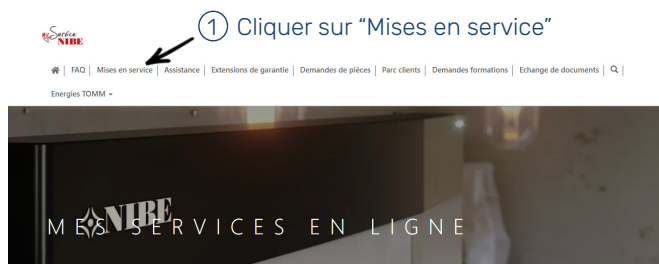 ① Cliquer sur “Mises en service”
my Service
NIBE
FAQ | Mises en service | Assistance | Extensions de garantie | Demandes de pièces | Parc clients | Demandes formations | Echange de documents |
Energies TOMM
NIBE
MES SERVICES EN LIGNE